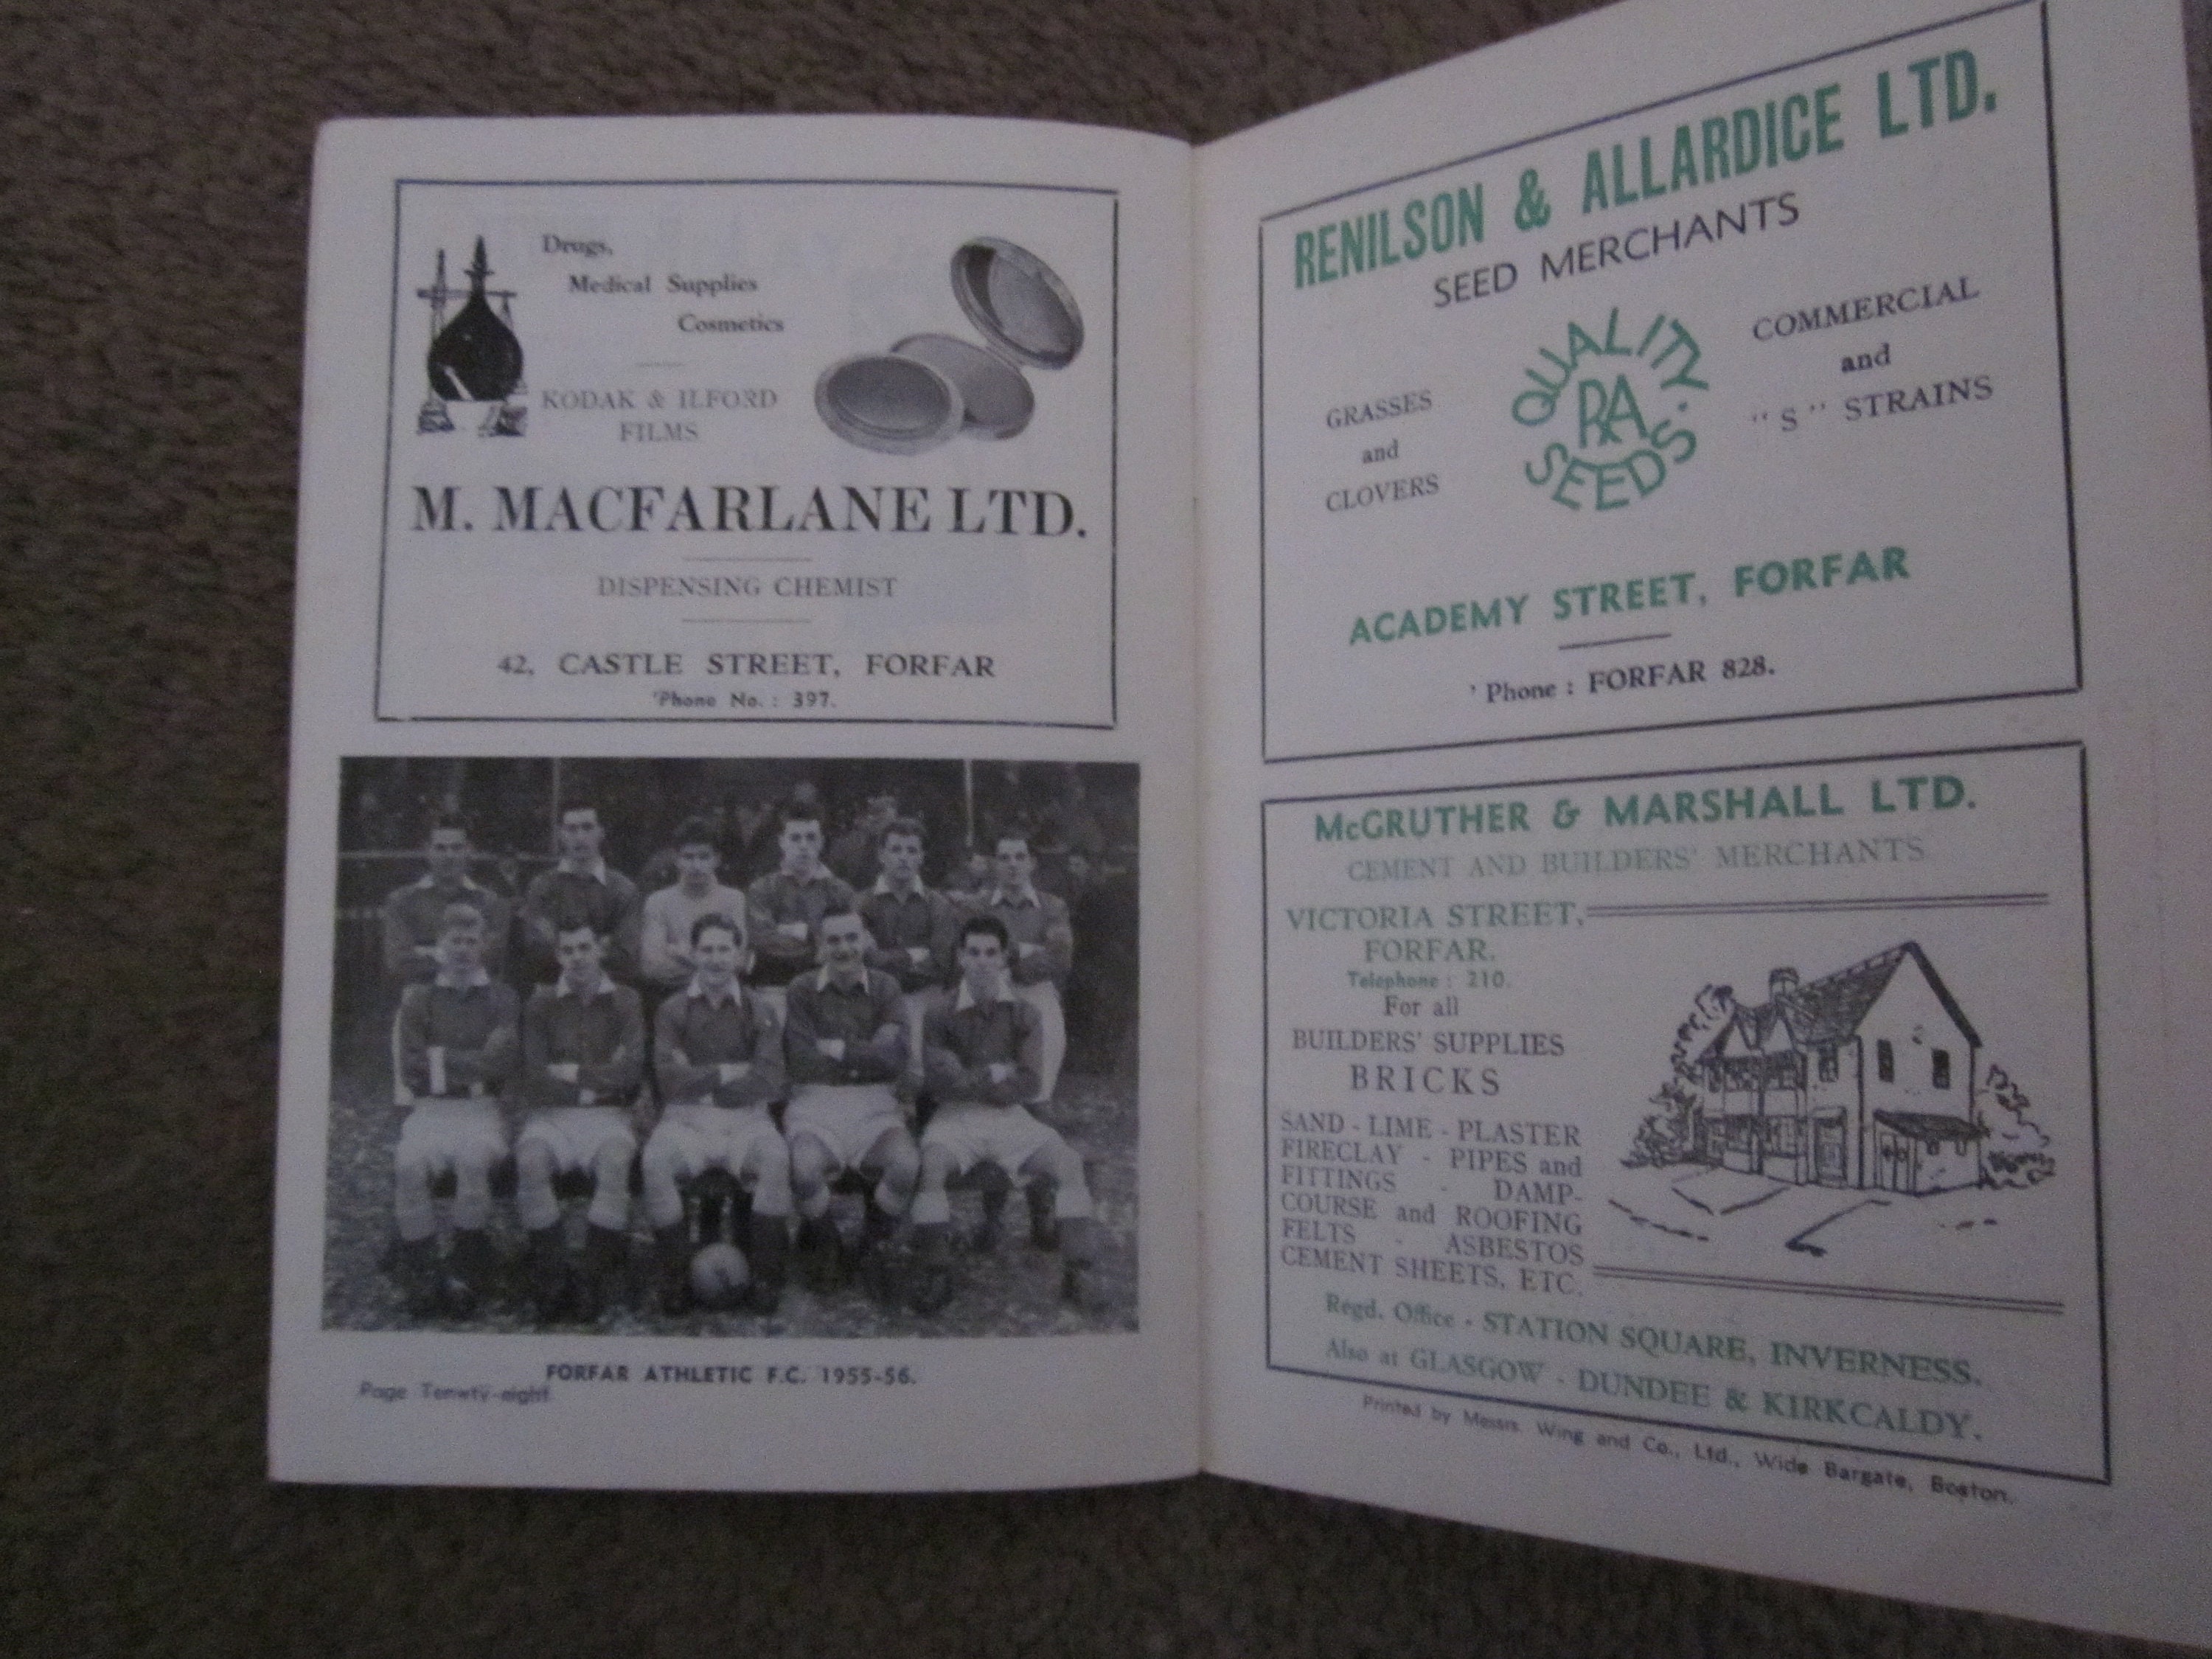 Drugs,
Medical Supplies
Cosmetics
KODAK & ILFORD
FILMS
M. MACFARLANE LTD.
DISPENSING CHEMIST
42, CASTLE STREET, FORFAR
'Phone No. : 397.
FORFAR ATHLETIC F.C. 1955-56.
Page Tenwty-eight
RENILSON & ALLARDICE LTD.
SEED MERCHANTS
GRASSES
and
CLOVERS
QUALITY
RA
SEEDS.
COMMERCIAL
and
"S" STRAINS
ACADEMY STREET, FORFAR
'Phone : FORFAR 828.
McGRUTHER & MARSHALL LTD.
CEMENT AND BUILDERS' MERCHANTS
VICTORIA STREET,
FORFAR.
Telephone : 210.
For all
BUILDERS' SUPPLIES
BRICKS
SAND - LIME - PLASTER
FIRECLAY - PIPES and
FITTINGS - DAMP-
COURSE and ROOFING
FELTS - ASBESTOS
CEMENT SHEETS, ETC.
Regd. Office - STATION SQUARE, INVERNESS.
Also at GLASGOW - DUNDEE & KIRKCALDY.
Printed by Messrs. Wing and Co., Ltd., Wide Bargate, Boston.